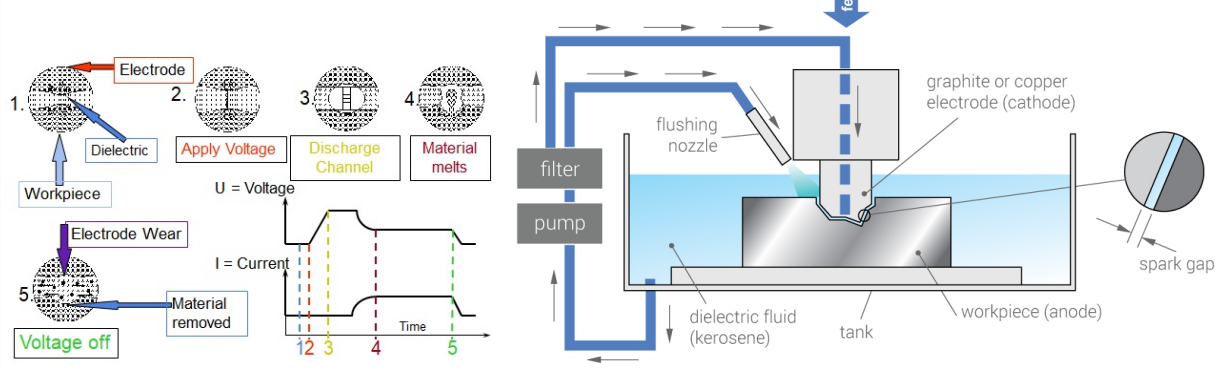 Electrode
1.
Dielectric
Workpiece
2.
Apply Voltage
3.
Discharge
Channel
4.
Material
melts
Electrode Wear
5.
Material
removed
Voltage off
U = Voltage
I = Current
Time
1 2 3 4 5
fe
graphite or copper
electrode (cathode)
flushing
nozzle
filter
pump
spark gap
dielectric fluid
(kerosene)
tank
workpiece (anode)